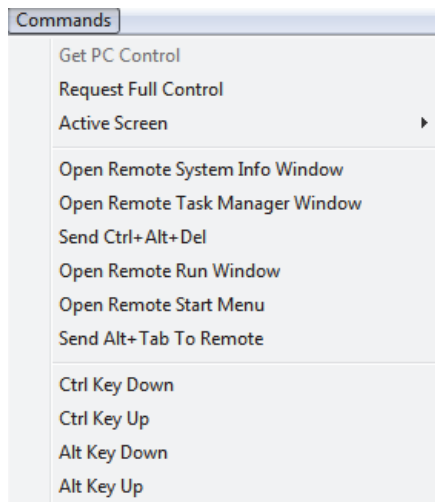 Commands
Get PC Control
Request Full Control
Active Screen
Open Remote System Info Window
Open Remote Task Manager Window
Send Ctrl+Alt+Del
Open Remote Run Window
Open Remote Start Menu
Send Alt+Tab To Remote
Ctrl Key Down
Ctrl Key Up
Alt Key Down
Alt Key Up